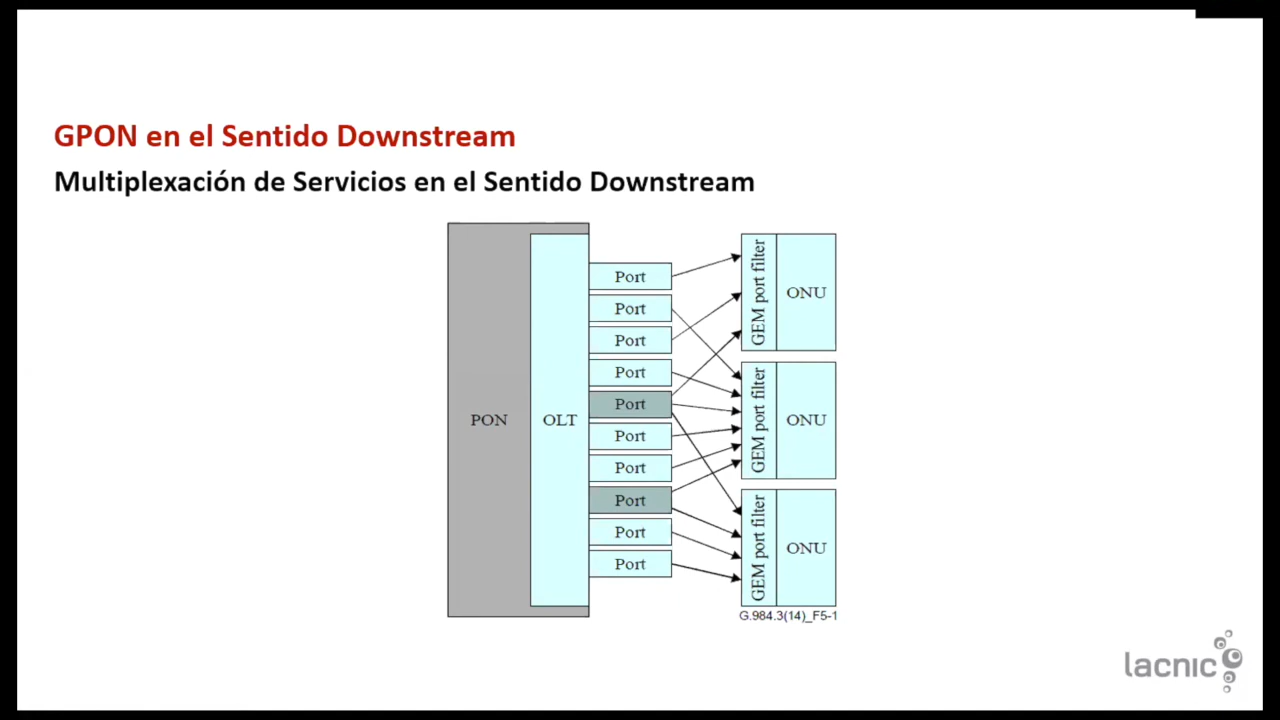 GPON en el Sentido Downstream
Multiplexación de Servicios en el Sentido Downstream
PON
OLT
Port
Port
Port
Port
Port
Port
Port
Port
Port
Port
GEM port filter
ONU
GEM port filter
ONU
GEM port filter
ONU
G.984.3(14)_F5-1
lacnic